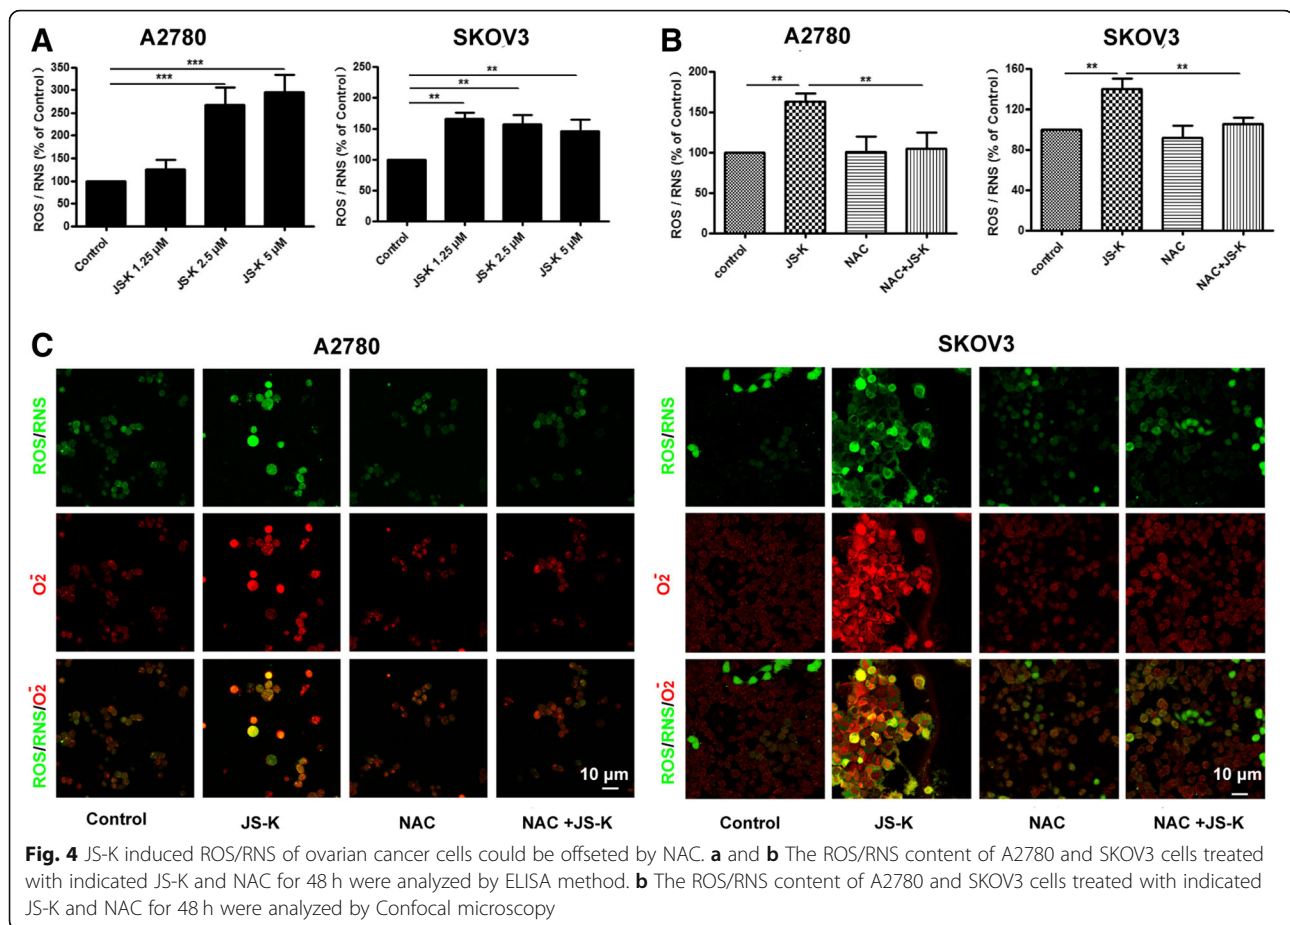 A
A2780
ROS / RNS (% of Control)
350
300
250
200
150
100
50
0
***
***
Control
JS-K 1.25 µM
JS-K 2.5 µM
JS-K 5 µM
SKOV3
ROS / RNS (% of Control)
250
200
150
100
50
0
**
**
**
Control
JS-K 1.25 µM
JS-K 2.5 µM
JS-K 5 µM
B
A2780
ROS / RNS (% of Control)
200
150
100
50
0
**
**
control
JS-K
NAC
NAC+JS-K
SKOV3
ROS / RNS (% of Control)
160
120
80
40
0
**
**
control
JS-K
NAC
NAC+JS-K
C
A2780
SKOV3
ROS/RNS
ROS/RNS
O2-
O2-
ROS/RNS/O2-
ROS/RNS/O2-
10 µm
10 µm
Control
JS-K
NAC
NAC +JS-K
Control
JS-K
NAC
NAC +JS-K
Fig. 4 JS-K induced ROS/RNS of ovarian cancer cells could be offseted by NAC. a and b The ROS/RNS content of A2780 and SKOV3 cells treated
with indicated JS-K and NAC for 48 h were analyzed by ELISA method. b The ROS/RNS content of A2780 and SKOV3 cells treated with indicated
JS-K and NAC for 48 h were analyzed by Confocal microscopy